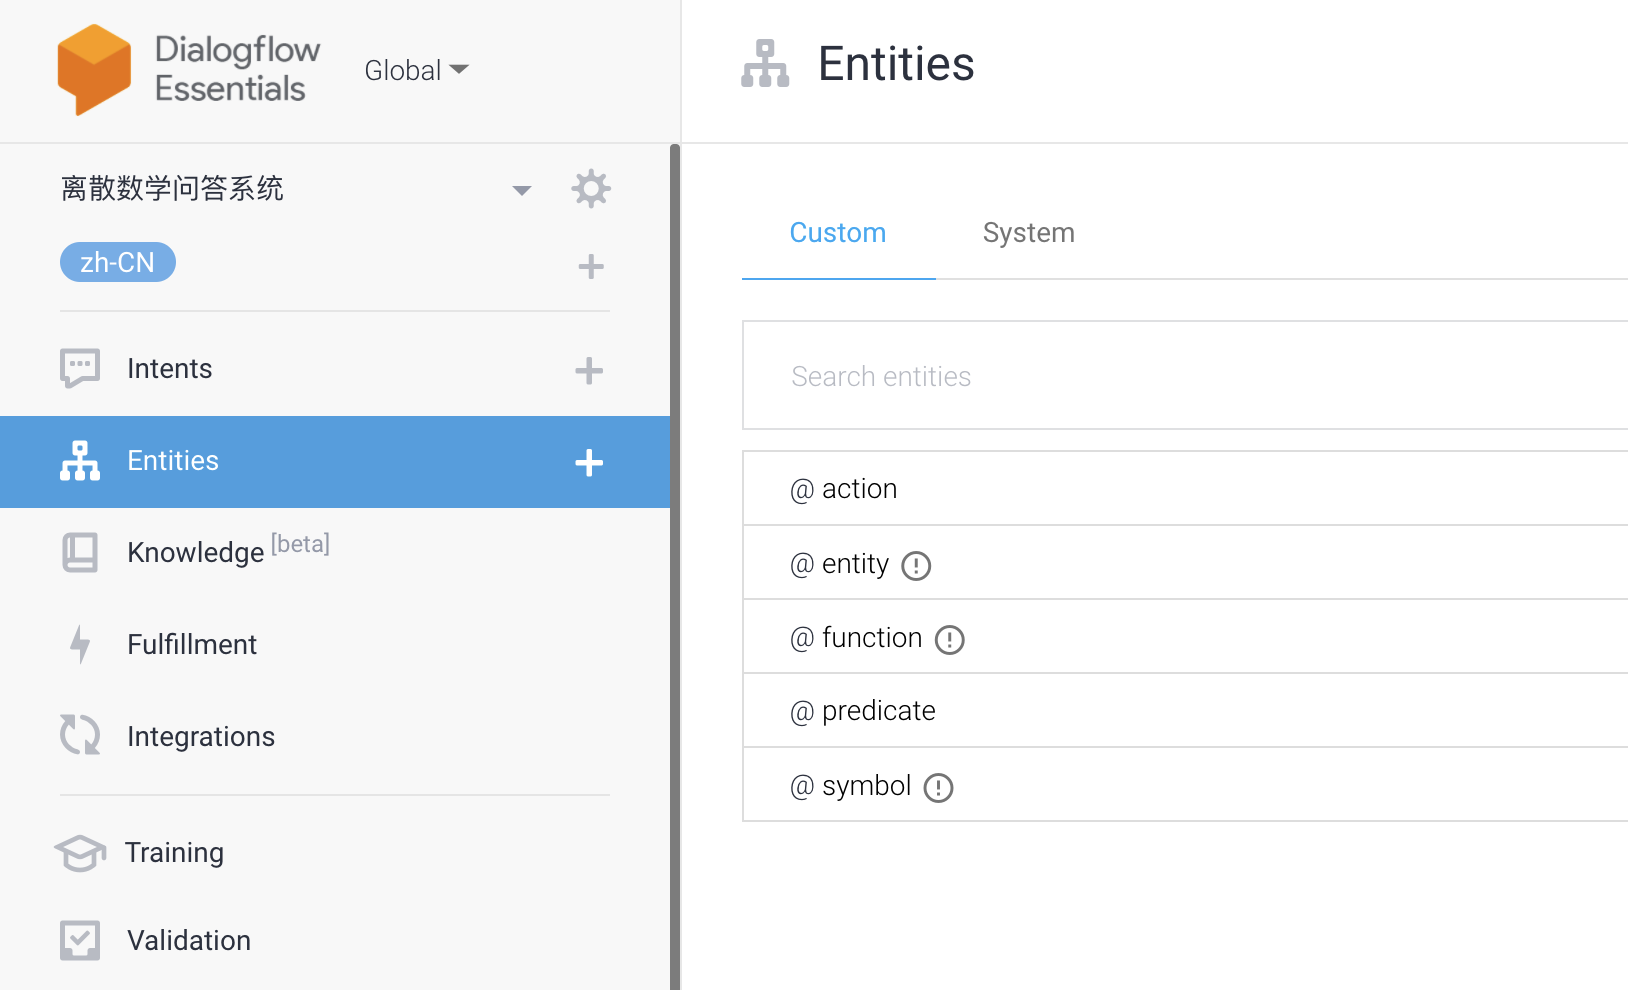 Dialogflow
Essentials
Global
离散数学问答系统
zh-CN
Intents
Entities
Knowledge [beta]
Fulfillment
Integrations
Training
Validation
Entities
Custom
System
Search entities
@ action
@ entity
@ function
@ predicate
@ symbol